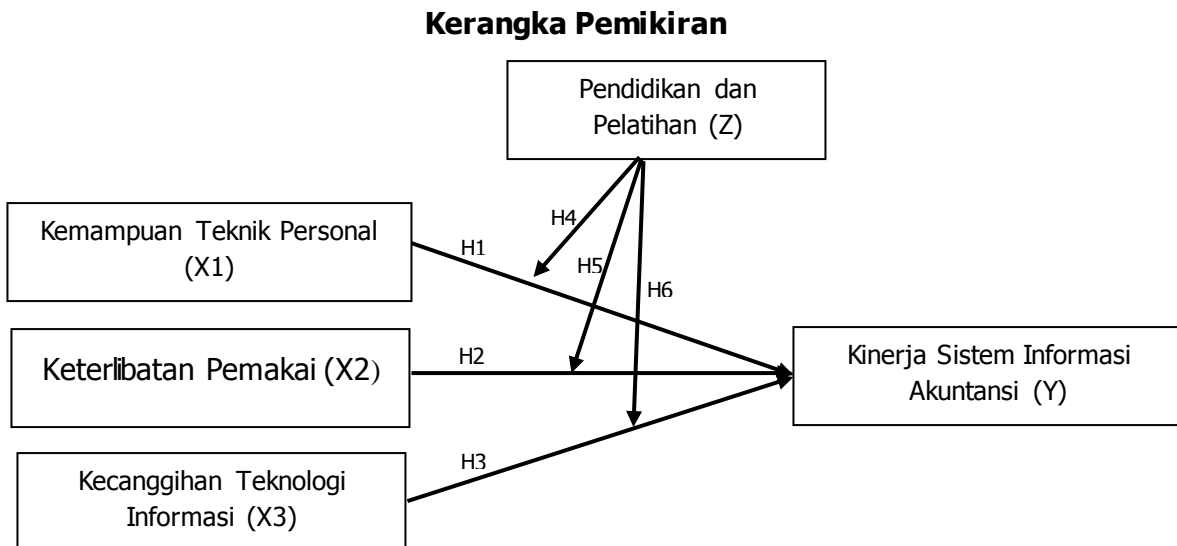 Kerangka Pemikiran
Pendidikan dan
Pelatihan (Z)
Kemampuan Teknik Personal
(X1)
H4
H1
H5
H6
Keterlibatan Pemakai (X2)
H2
Kinerja Sistem Informasi
Akuntansi (Y)
H3
Kecanggihan Teknologi
Informasi (X3)